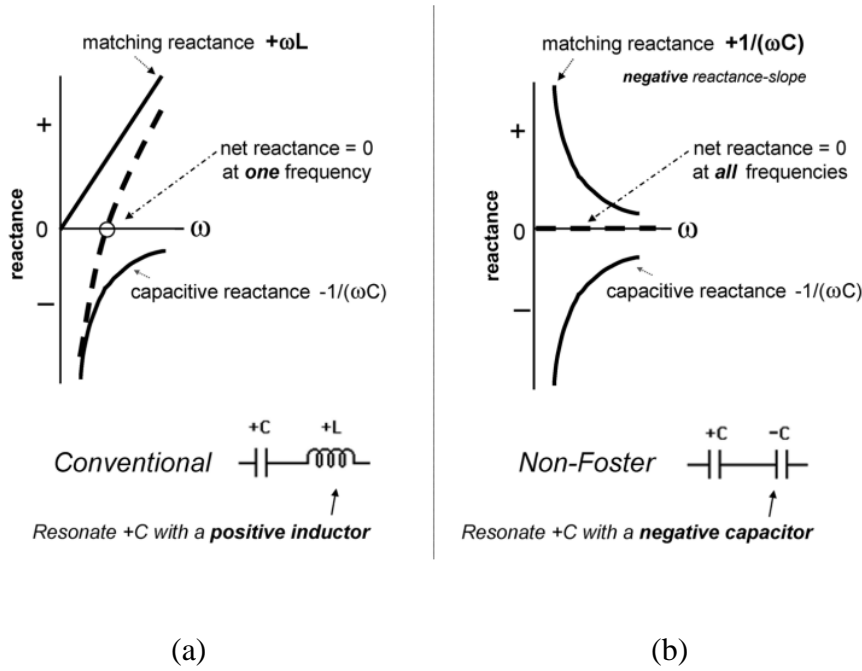 matching reactance +ωL
+
net reactance = 0
at one frequency
reactance
0
ω
−
capacitive reactance -1/(ωC)
+C
+L
Conventional
Resonate +C with a positive inductor
(a)
matching reactance +1/(ωC)
negative reactance-slope
+
net reactance = 0
at all frequencies
reactance
0
ω
−
capacitive reactance -1/(ωC)
+C
−C
Non-Foster
Resonate +C with a negative capacitor
(b)